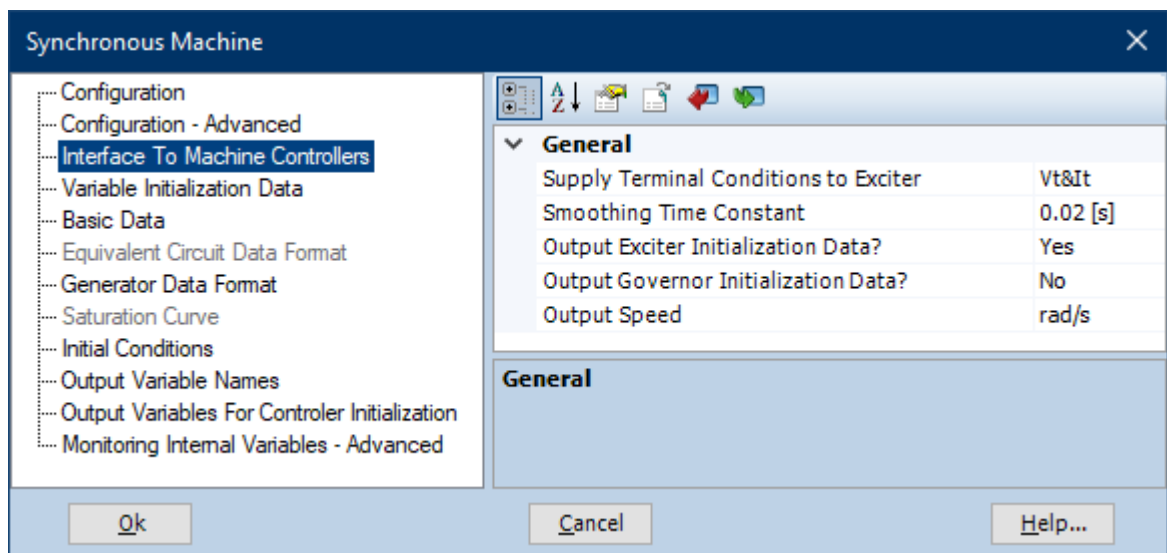 Synchronous Machine
Configuration
Configuration - Advanced
Interface To Machine Controllers
Variable Initialization Data
Basic Data
Equivalent Circuit Data Format
Generator Data Format
Saturation Curve
Initial Conditions
Output Variable Names
Output Variables For Controler Initialization
Monitoring Internal Variables - Advanced
A
Z
General
Supply Terminal Conditions to Exciter Vt&It
Smoothing Time Constant 0.02 [s]
Output Exciter Initialization Data? Yes
Output Governor Initialization Data? No
Output Speed rad/s
General
Ok Cancel Help...